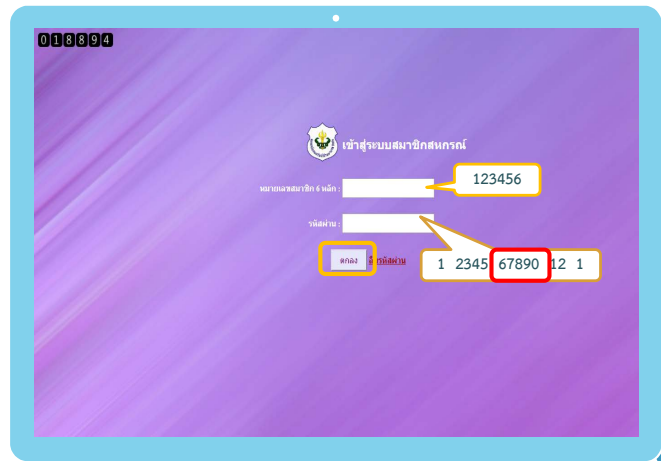 018894
เข้าสู่ระบบสมาชิกสหกรณ์
หมายเลขสมาชิก 6 หลัก :
123456
รหัสผ่าน :
ตกลง ลืมรหัสผ่าน
1 2345 67890 12 1